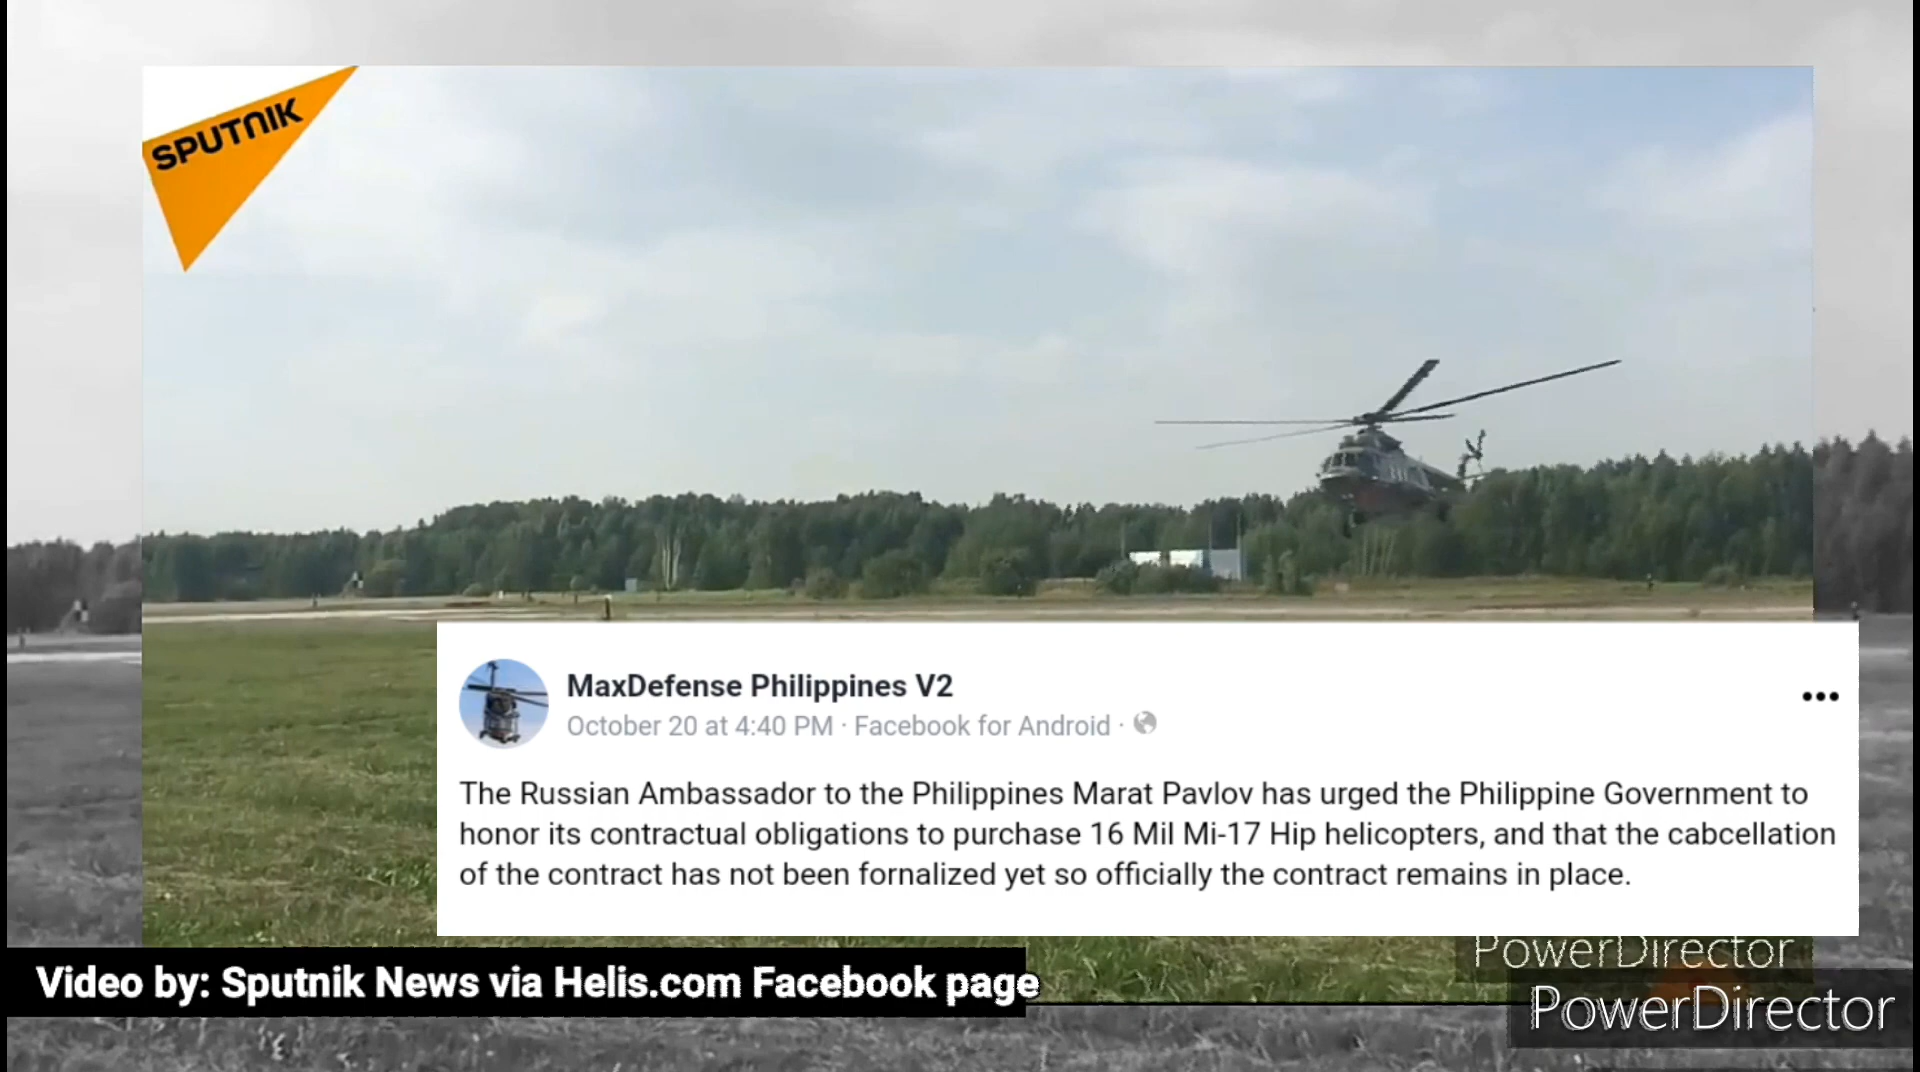 SPUTNIK
MaxDefense Philippines V2
October 20 at 4:40 PM · Facebook for Android ·
The Russian Ambassador to the Philippines Marat Pavlov has urged the Philippine Government to
honor its contractual obligations to purchase 16 Mil Mi-17 Hip helicopters, and that the cabcellation
of the contract has not been fornalized yet so officially the contract remains in place.
PowerDirector
Video by: Sputnik News via Helis.com Facebook page
PowerDirector